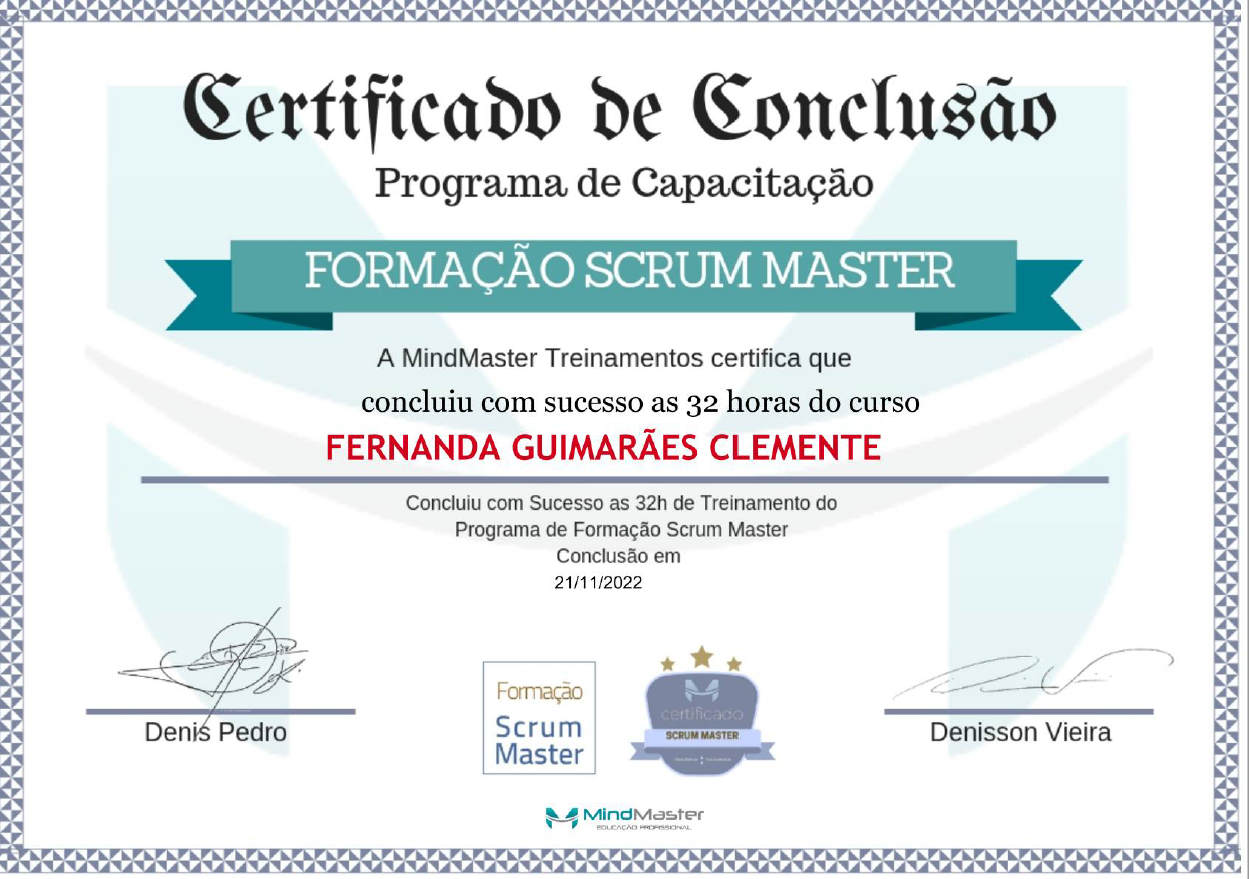 Certificado de Conclusão
Programa de Capacitação
FORMAÇÃO SCRUM MASTER
A MindMaster Treinamentos certifica que
concluiu com sucesso as 32 horas do curso
FERNANDA GUIMARÃES CLEMENTE
Concluiu com Sucesso as 32h de Treinamento do
Programa de Formação Scrum Master
Conclusão em
21/11/2022
Denis Pedro
Formação
Scrum
Master
certificado
SCRUM MASTER
Denisson Vieira
MindMaster
EDUCAÇÃO PROFISSIONAL